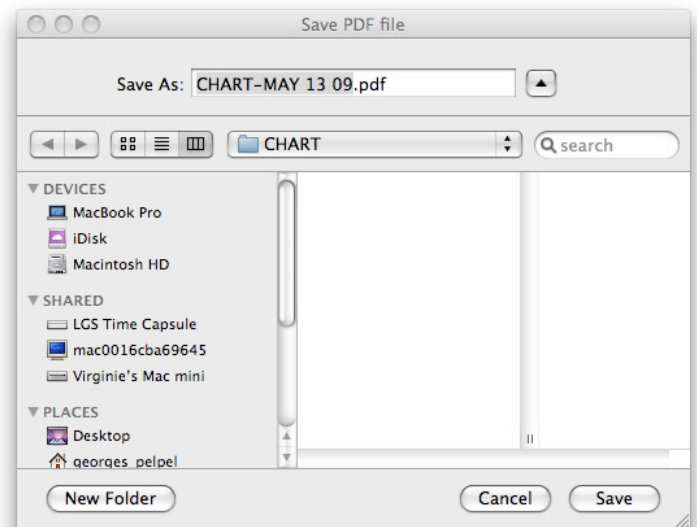 Save PDF file
Save As: CHART-MAY 13 09.pdf
CHART
search
DEVICES
MacBook Pro
iDisk
Macintosh HD
SHARED
LGS Time Capsule
mac0016cba69645
Virginie's Mac mini
PLACES
Desktop
georges_pelpel
New Folder Cancel Save